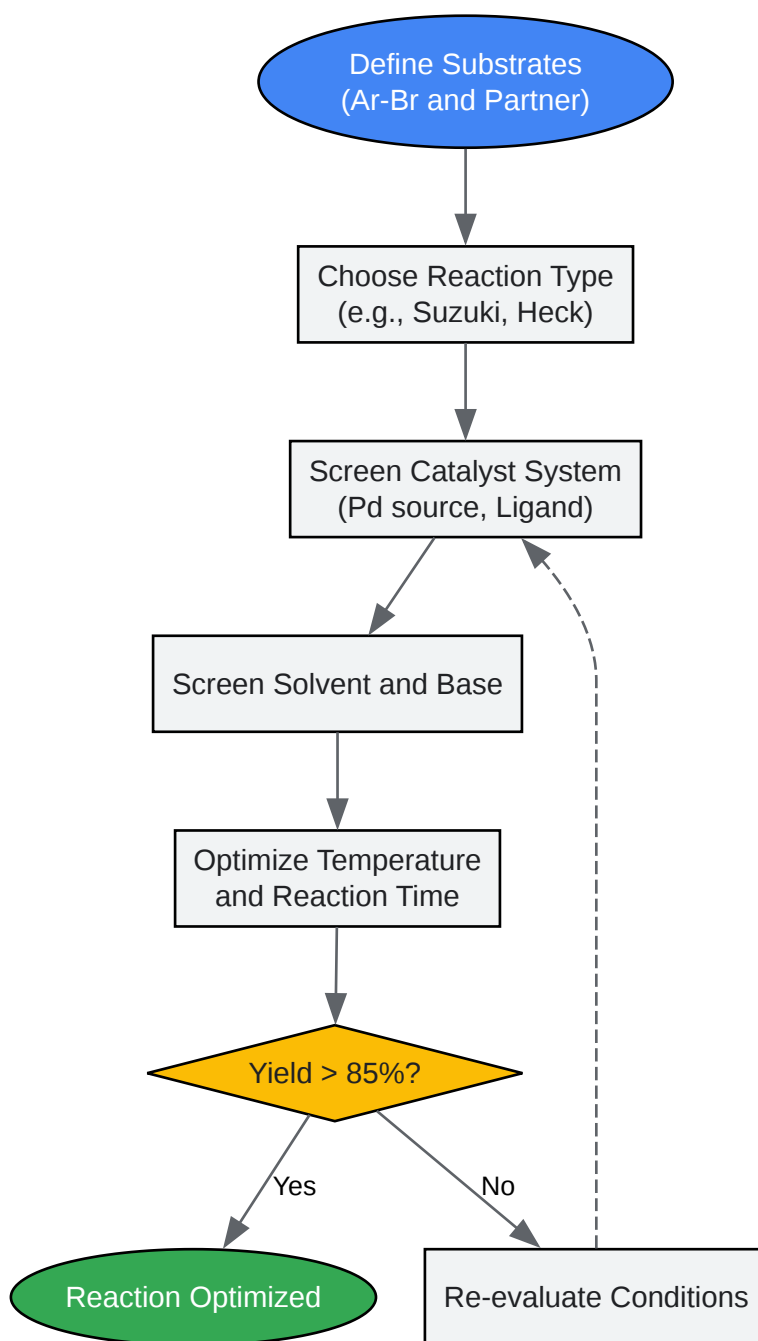 Define Substrates
(Ar-Br and Partner)
Choose Reaction Type
(e.g., Suzuki, Heck)
Screen Catalyst System
(Pd source, Ligand)
Screen Solvent and Base
Optimize Temperature
and Reaction Time
Yield > 85%?
Yes
No
Reaction Optimized
Re-evaluate Conditions